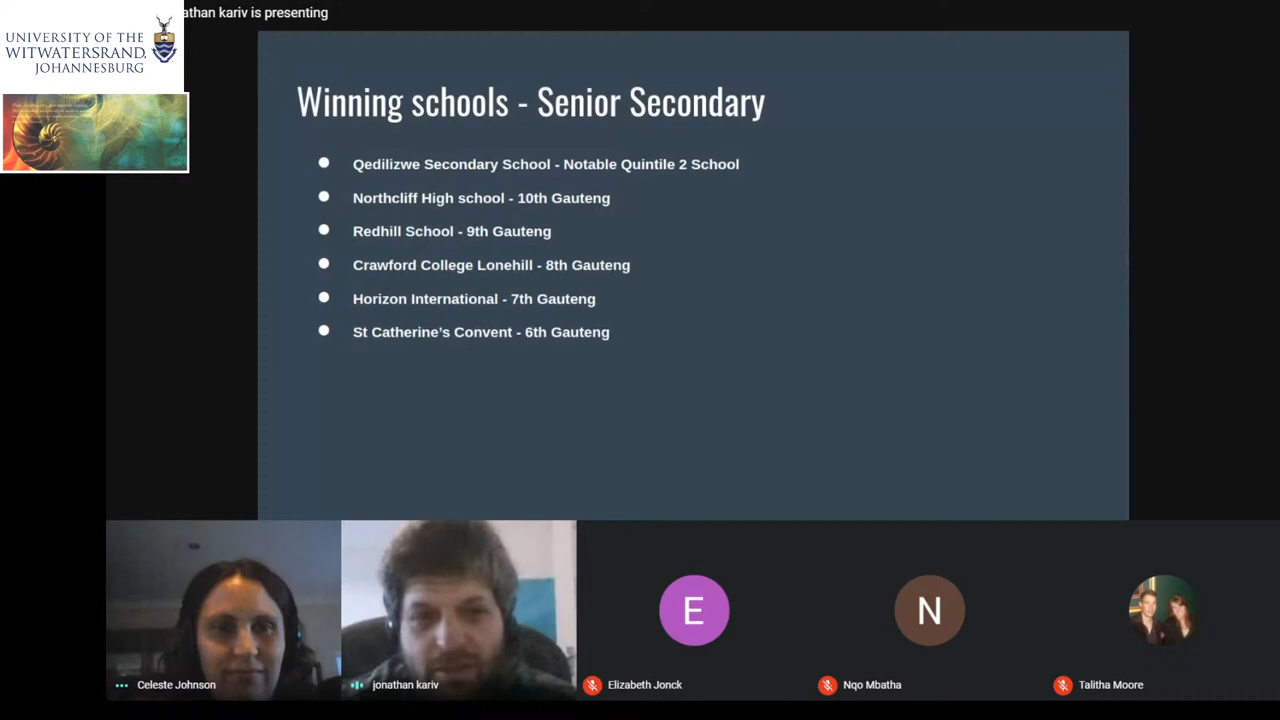 athan kariv is presenting
UNIVERSITY OF THE
WITWATERSRAND,
JOHANNESBURG
Winning schools - Senior Secondary
Qedilizwe Secondary School - Notable Quintile 2 School
Northcliff High school - 10th Gauteng
Redhill School - 9th Gauteng
Crawford College Lonehill - 8th Gauteng
Horizon International - 7th Gauteng
St Catherine’s Convent - 6th Gauteng
E
N
Celeste Johnson
jonathan kariv
Elizabeth Jonck
Nqo Mbatha
Talitha Moore